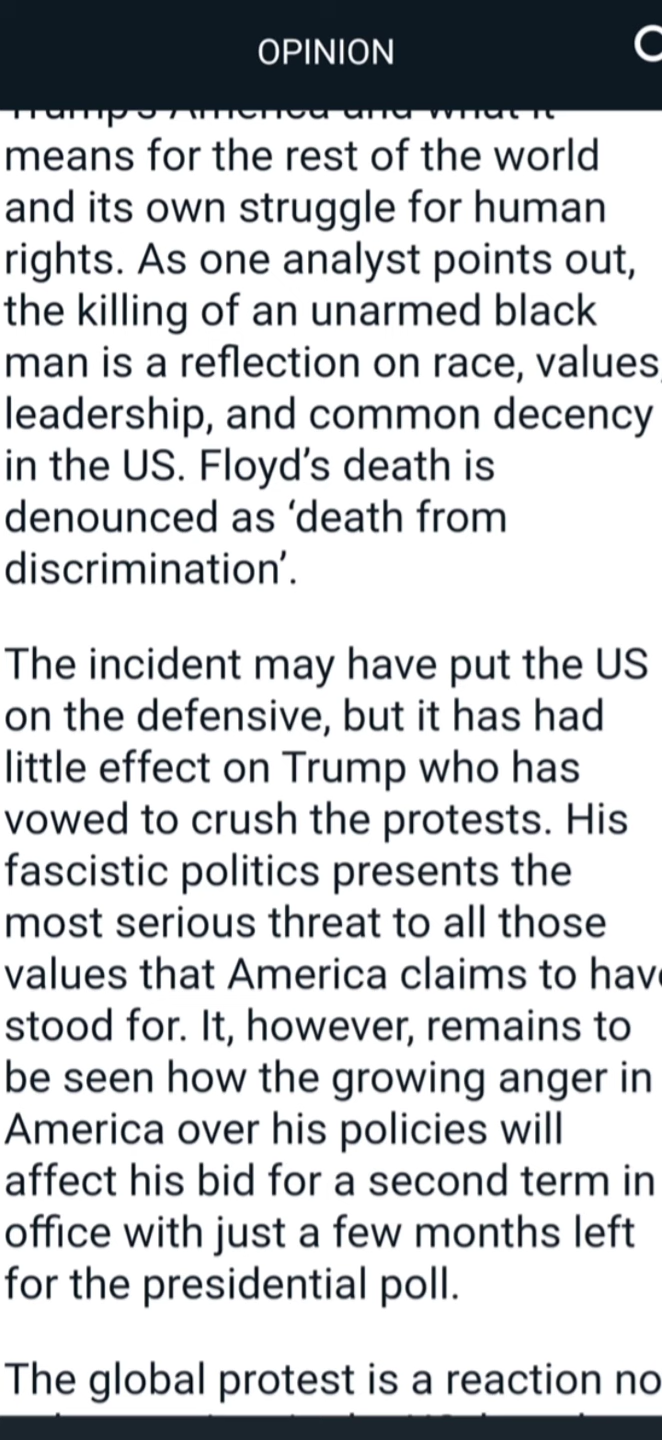 OPINION
Trump's America and what it
means for the rest of the world
and its own struggle for human
rights. As one analyst points out,
the killing of an unarmed black
man is a reflection on race, values,
leadership, and common decency
in the US. Floyd’s death is
denounced as ‘death from
discrimination’.
The incident may have put the US
on the defensive, but it has had
little effect on Trump who has
vowed to crush the protests. His
fascistic politics presents the
most serious threat to all those
values that America claims to have
stood for. It, however, remains to
be seen how the growing anger in
America over his policies will
affect his bid for a second term in
office with just a few months left
for the presidential poll.
The global protest is a reaction no